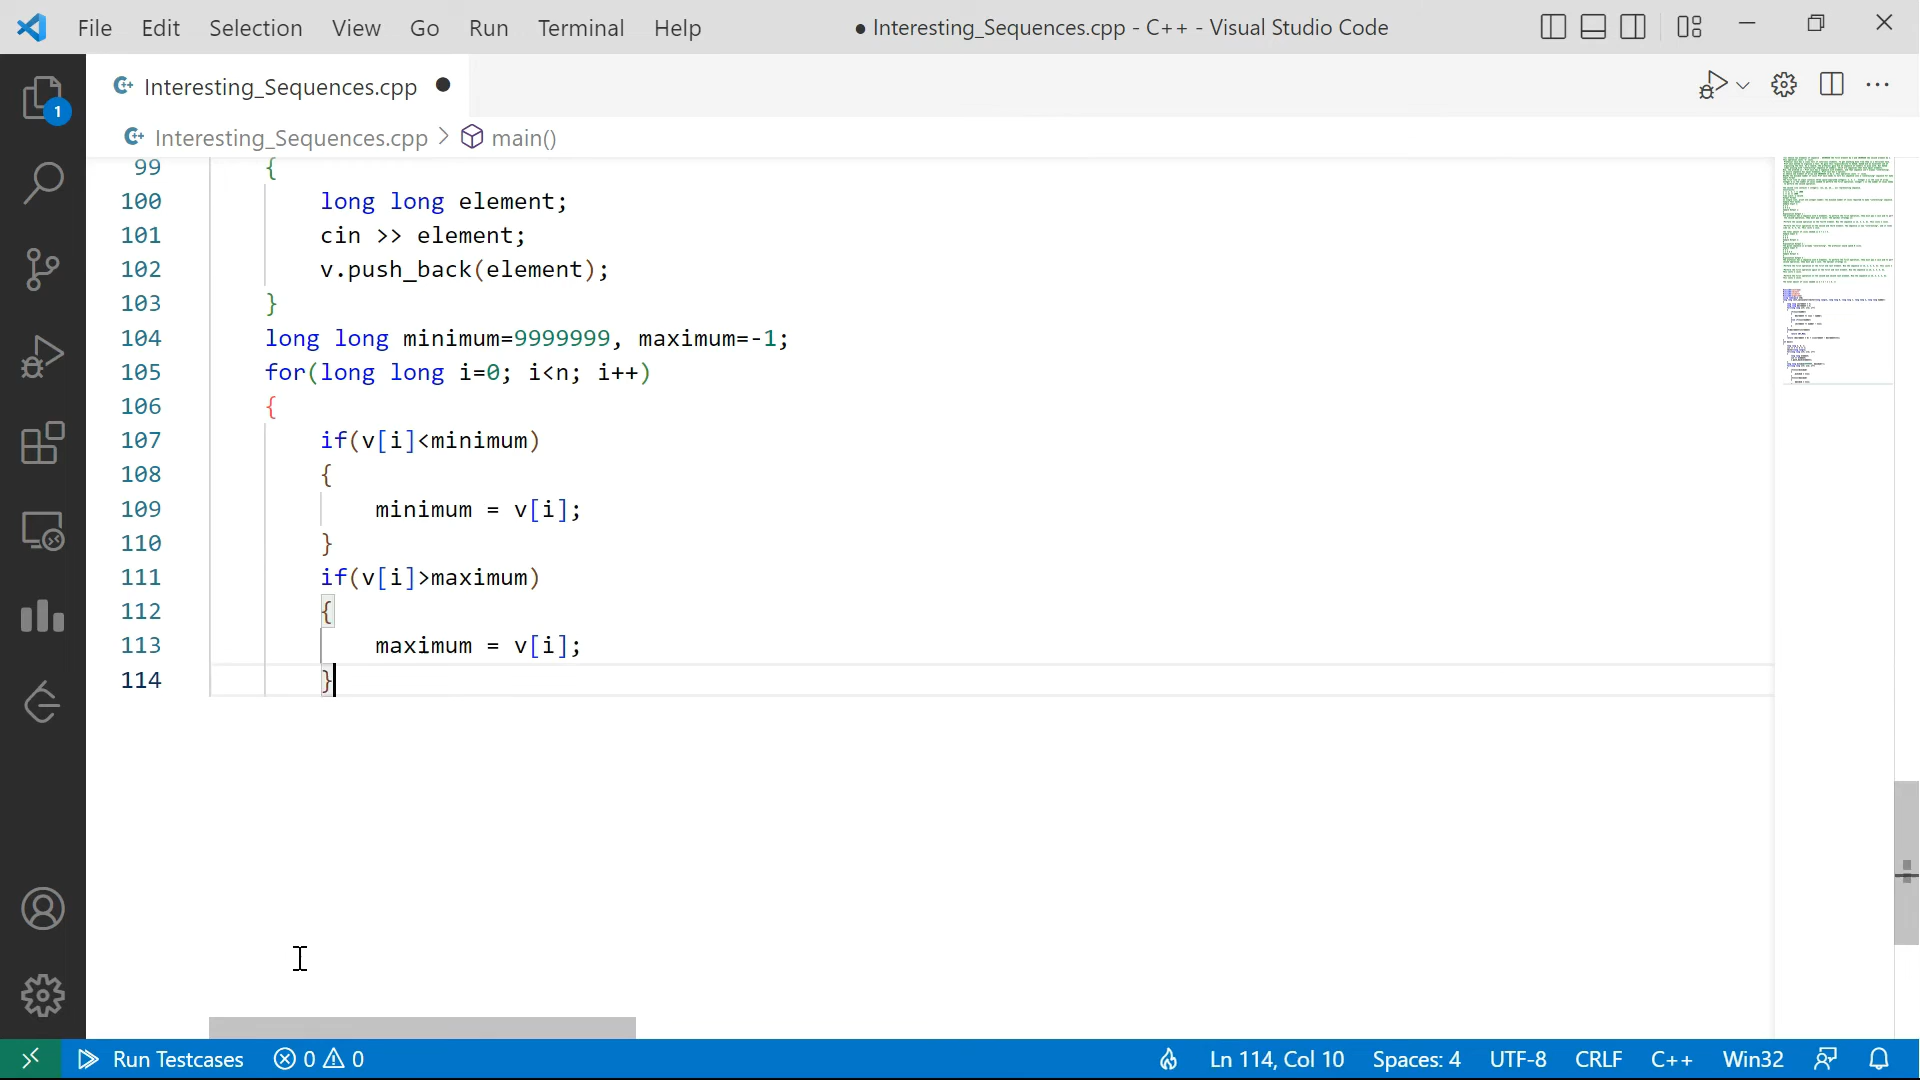 File Edit Selection View Go Run Terminal Help ● Interesting_Sequences.cpp - C++ - Visual Studio Code
Interesting_Sequences.cpp ●
Interesting_Sequences.cpp > main()
1
99 {
100 long long element;
101 cin >> element;
102 v.push_back(element);
103 }
104 long long minimum=9999999, maximum=-1;
105 for(long long i=0; i<n; i++)
106 {
107 if(v[i]<minimum)
108 {
109 minimum = v[i];
110 }
111 if(v[i]>maximum)
112 {
113 maximum = v[i];
114 }
Run Testcases 0 0 Ln 114, Col 10 Spaces: 4 UTF-8 CRLF C++ Win32